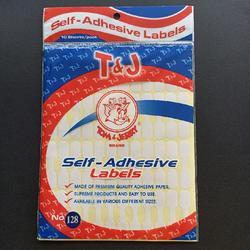 Self-Adhesive Labels
10 Sheets/pack
T&J
TOM & JERRY
BRAND
Self-Adhesive
Labels
✓ MADE OF PREMIUM QUALITY ADHESIVE PAPER.
✓ SUPREME PRODUCTS AND EASY TO USE.
✓ AVAILABLE IN VARIOUS DIFFERENT SIZES.
No 128